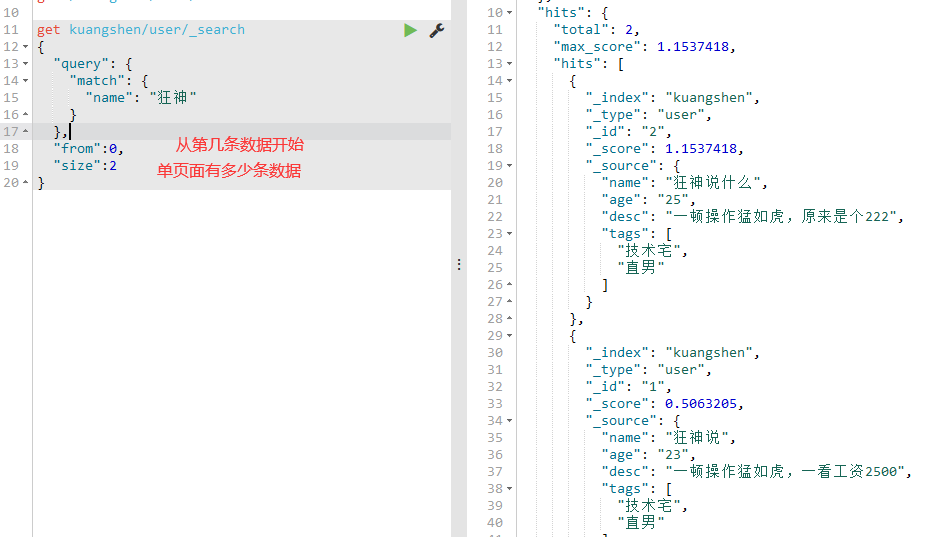 10
11 get kuangshen/user/_search
12 {
13 "query": {
14 "match": {
15 "name": "狂神"
16 }
17 },
18 "from":0,
19 "size":2
20 }
从第几条数据开始
单页面有多少条数据
10 "hits": {
11 "total": 2,
12 "max_score": 1.1537418,
13 "hits": [
14 {
15 "_index": "kuangshen",
16 "_type": "user",
17 "_id": "2",
18 "_score": 1.1537418,
19 "_source": {
20 "name": "狂神说什么",
21 "age": "25",
22 "desc": "一顿操作猛如虎，原来是个222",
23 "tags": [
24 "技术宅",
25 "直男"
26 ]
27 }
28 },
29 {
30 "_index": "kuangshen",
31 "_type": "user",
32 "_id": "1",
33 "_score": 0.5063205,
34 "_source": {
35 "name": "狂神说",
36 "age": "23",
37 "desc": "一顿操作猛如虎，一看工资2500",
38 "tags": [
39 "技术宅",
40 "直男"